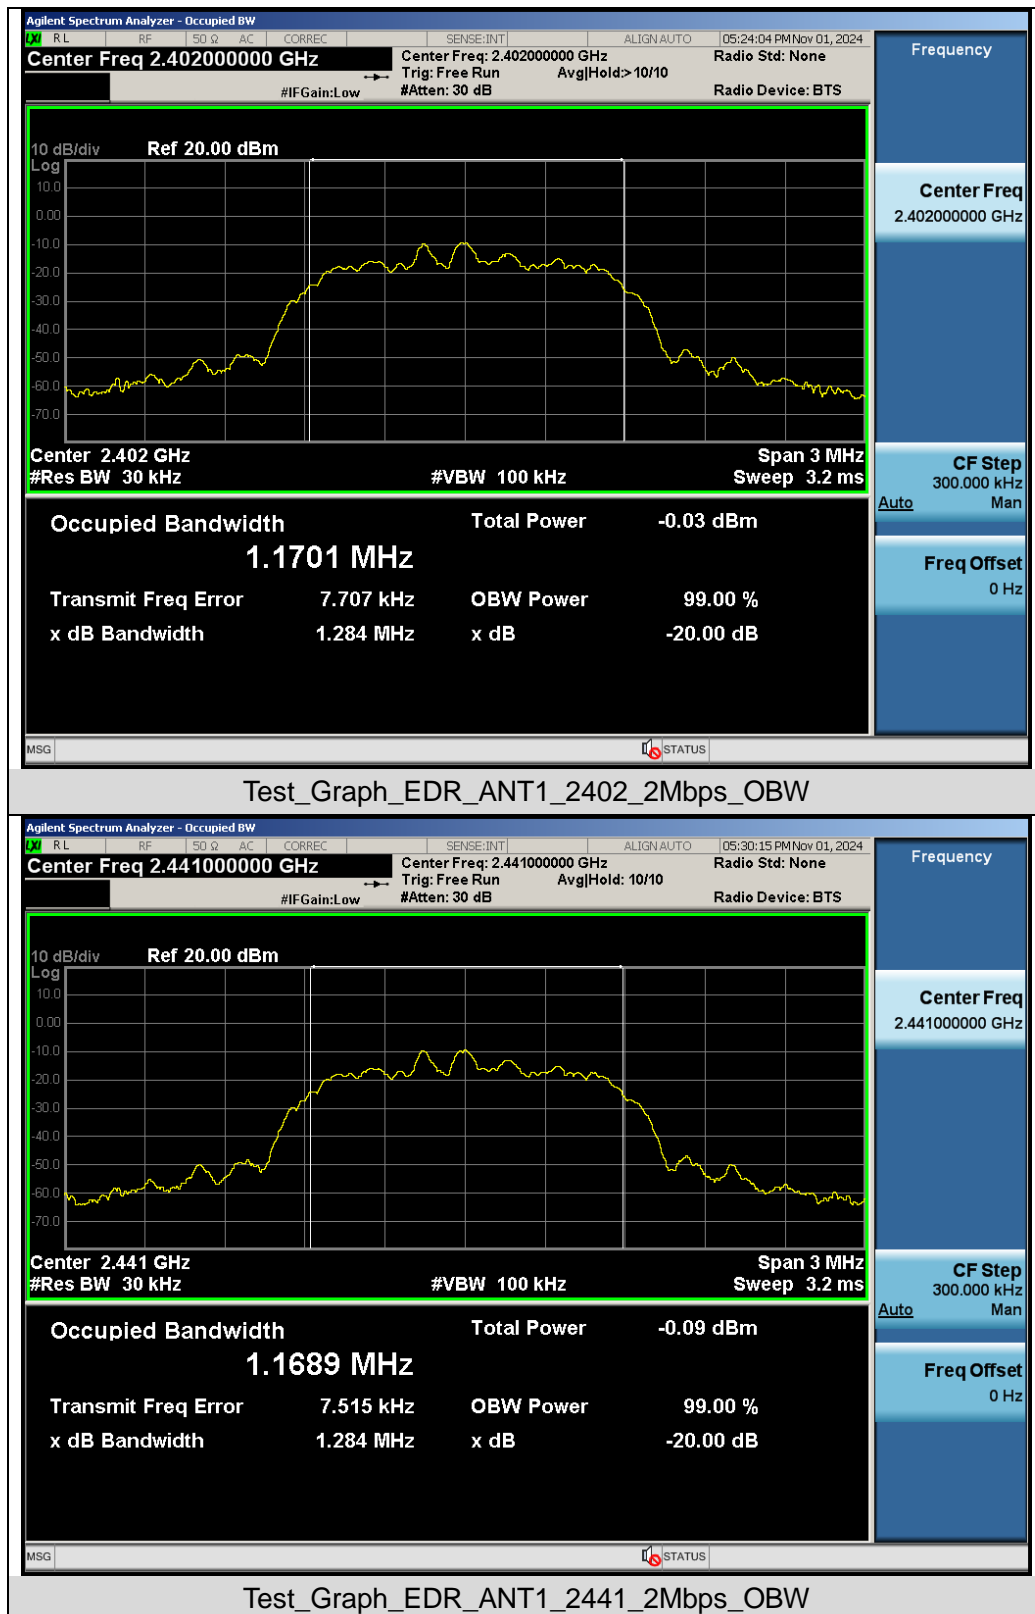 Agilent Spectrum Analyzer - Occupied BW
LXI RL RF 50 Ω AC CORREC SENSE:INT ALIGN AUTO 05:24:04 PM Nov 01, 2024
Center Freq 2.402000000 GHz
Center Freq: 2.402000000 GHz
Radio Std: None
Trig: Free Run Avg|Hold:>10/10
#IFGain:Low
#Atten: 30 dB
Radio Device: BTS
Frequency
10 dB/div Ref 20.00 dBm
Log
10.0
0.00
-10.0
-20.0
-30.0
-40.0
-50.0
-60.0
-70.0
Center 2.402 GHz Span 3 MHz
#Res BW 30 kHz #VBW 100 kHz Sweep 3.2 ms
Center Freq
2.402000000 GHz
CF Step
300.000 kHz
Auto Man
Freq Offset
0 Hz
Occupied Bandwidth Total Power -0.03 dBm
1.1701 MHz
Transmit Freq Error 7.707 kHz OBW Power 99.00 %
x dB Bandwidth 1.284 MHz x dB -20.00 dB
MSG STATUS
Test_Graph_EDR_ANT1_2402_2Mbps_OBW
Agilent Spectrum Analyzer - Occupied BW
LXI RL RF 50 Ω AC CORREC SENSE:INT ALIGN AUTO 05:30:15 PM Nov 01, 2024
Center Freq 2.441000000 GHz
Center Freq: 2.441000000 GHz
Radio Std: None
Trig: Free Run Avg|Hold: 10/10
#IFGain:Low
#Atten: 30 dB
Radio Device: BTS
Frequency
10 dB/div Ref 20.00 dBm
Log
10.0
0.00
-10.0
-20.0
-30.0
-40.0
-50.0
-60.0
-70.0
Center 2.441 GHz Span 3 MHz
#Res BW 30 kHz #VBW 100 kHz Sweep 3.2 ms
Center Freq
2.441000000 GHz
CF Step
300.000 kHz
Auto Man
Freq Offset
0 Hz
Occupied Bandwidth Total Power -0.09 dBm
1.1689 MHz
Transmit Freq Error 7.515 kHz OBW Power 99.00 %
x dB Bandwidth 1.284 MHz x dB -20.00 dB
MSG STATUS
Test_Graph_EDR_ANT1_2441_2Mbps_OBW